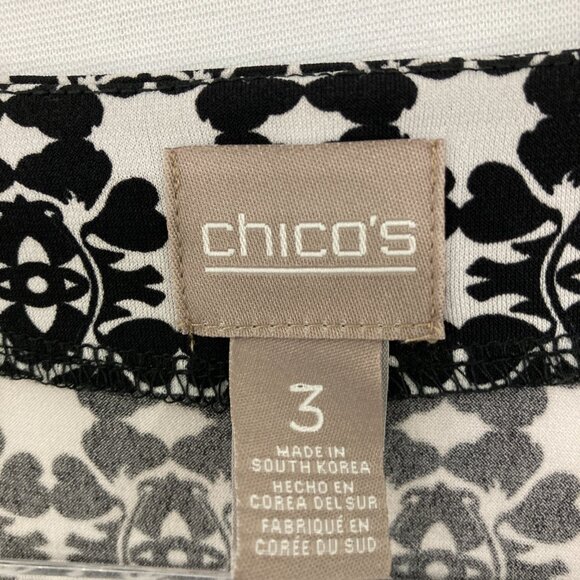 chico's
3
MADE IN
SOUTH KOREA
HECHO EN
COREA DEL SUR
FABRIQUÉ EN
CORÉE DU SUD